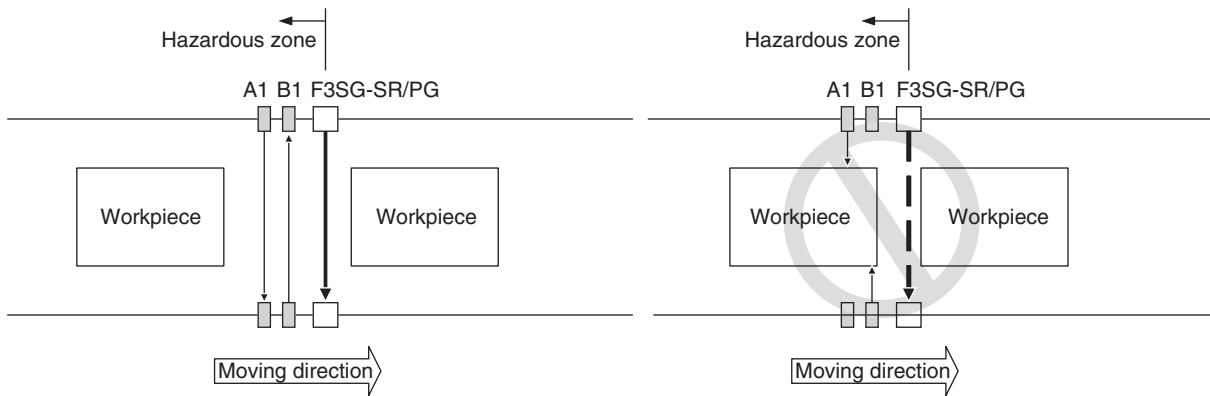 Hazardous zone
A1 B1 F3SG-SR/PG
Workpiece
Workpiece
Moving direction
Hazardous zone
A1 B1 F3SG-SR/PG
Workpiece
Workpiece
Moving direction